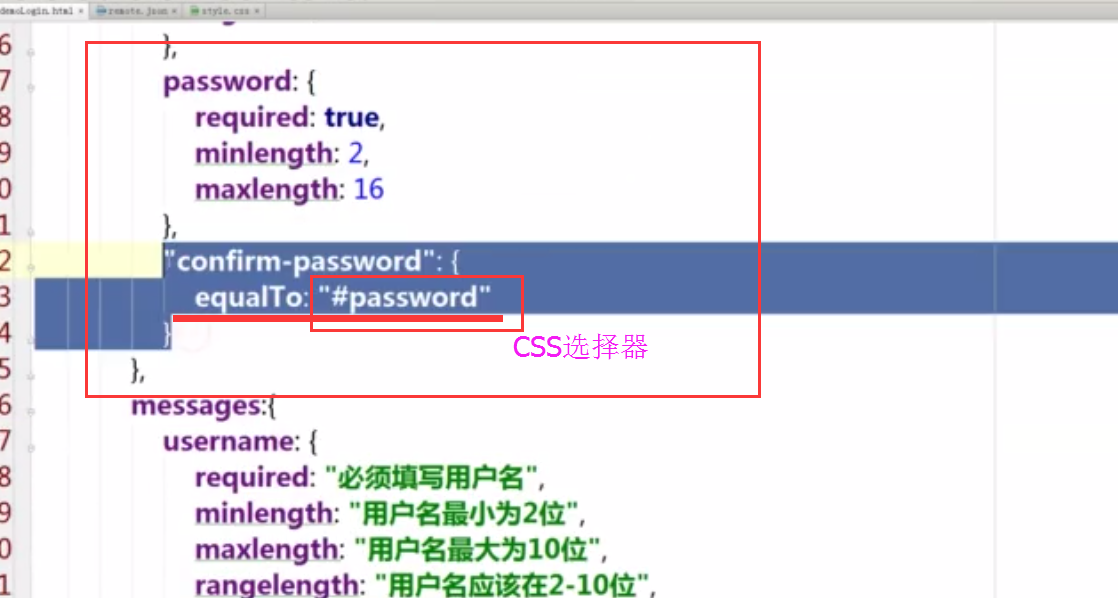 demoLogin.html × remote.json × style.css ×
6 },
7 password: {
8 required: true,
9 minlength: 2,
0 maxlength: 16
1 },
2 "confirm-password": {
3 equalTo: "#password"
4 }
CSS选择器
5 },
6 messages:{
7 username: {
8 required: "必须填写用户名",
9 minlength: "用户名最小为2位",
0 maxlength: "用户名最大为10位",
1 rangelength: "用户名应该在2-10位",